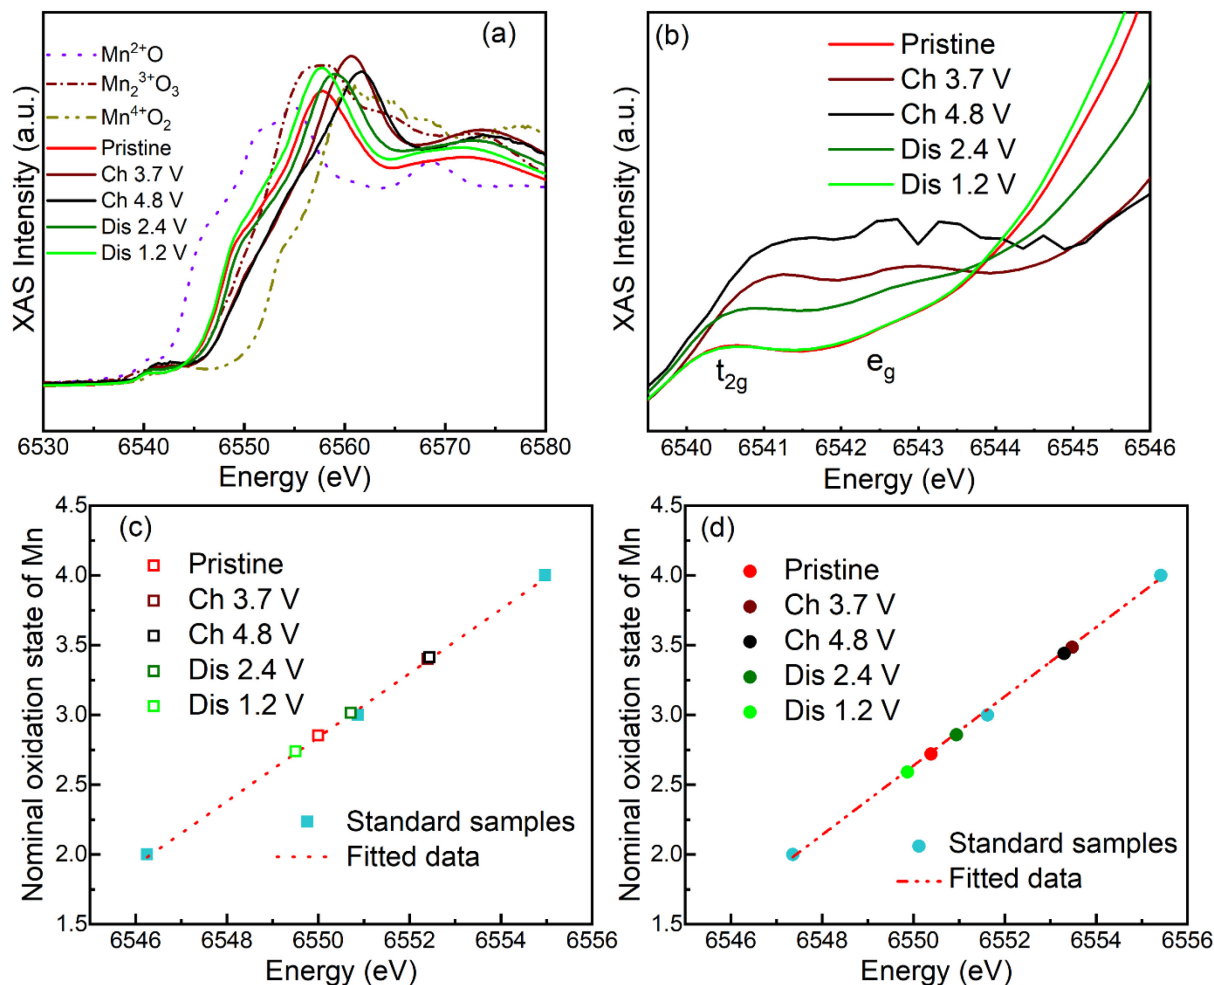 (a)
Mn²⁺O
Mn₂³⁺O₃
Mn⁴⁺O₂
Pristine
Ch 3.7 V
Ch 4.8 V
Dis 2.4 V
Dis 1.2 V
XAS Intensity (a.u.)
6530 6540 6550 6560 6570 6580
Energy (eV)
(b)
Pristine
Ch 3.7 V
Ch 4.8 V
Dis 2.4 V
Dis 1.2 V
t₂g
e_g
XAS Intensity (a.u.)
6540 6541 6542 6543 6544 6545 6546
Energy (eV)
(c)
Pristine
Ch 3.7 V
Ch 4.8 V
Dis 2.4 V
Dis 1.2 V
Standard samples
Fitted data
Nominal oxidation state of Mn
4.5
4.0
3.5
3.0
2.5
2.0
1.5
6546 6548 6550 6552 6554 6556
Energy (eV)
(d)
Pristine
Ch 3.7 V
Ch 4.8 V
Dis 2.4 V
Dis 1.2 V
Standard samples
Fitted data
Nominal oxidation state of Mn
4.5
4.0
3.5
3.0
2.5
2.0
1.5
6546 6548 6550 6552 6554 6556
Energy (eV)